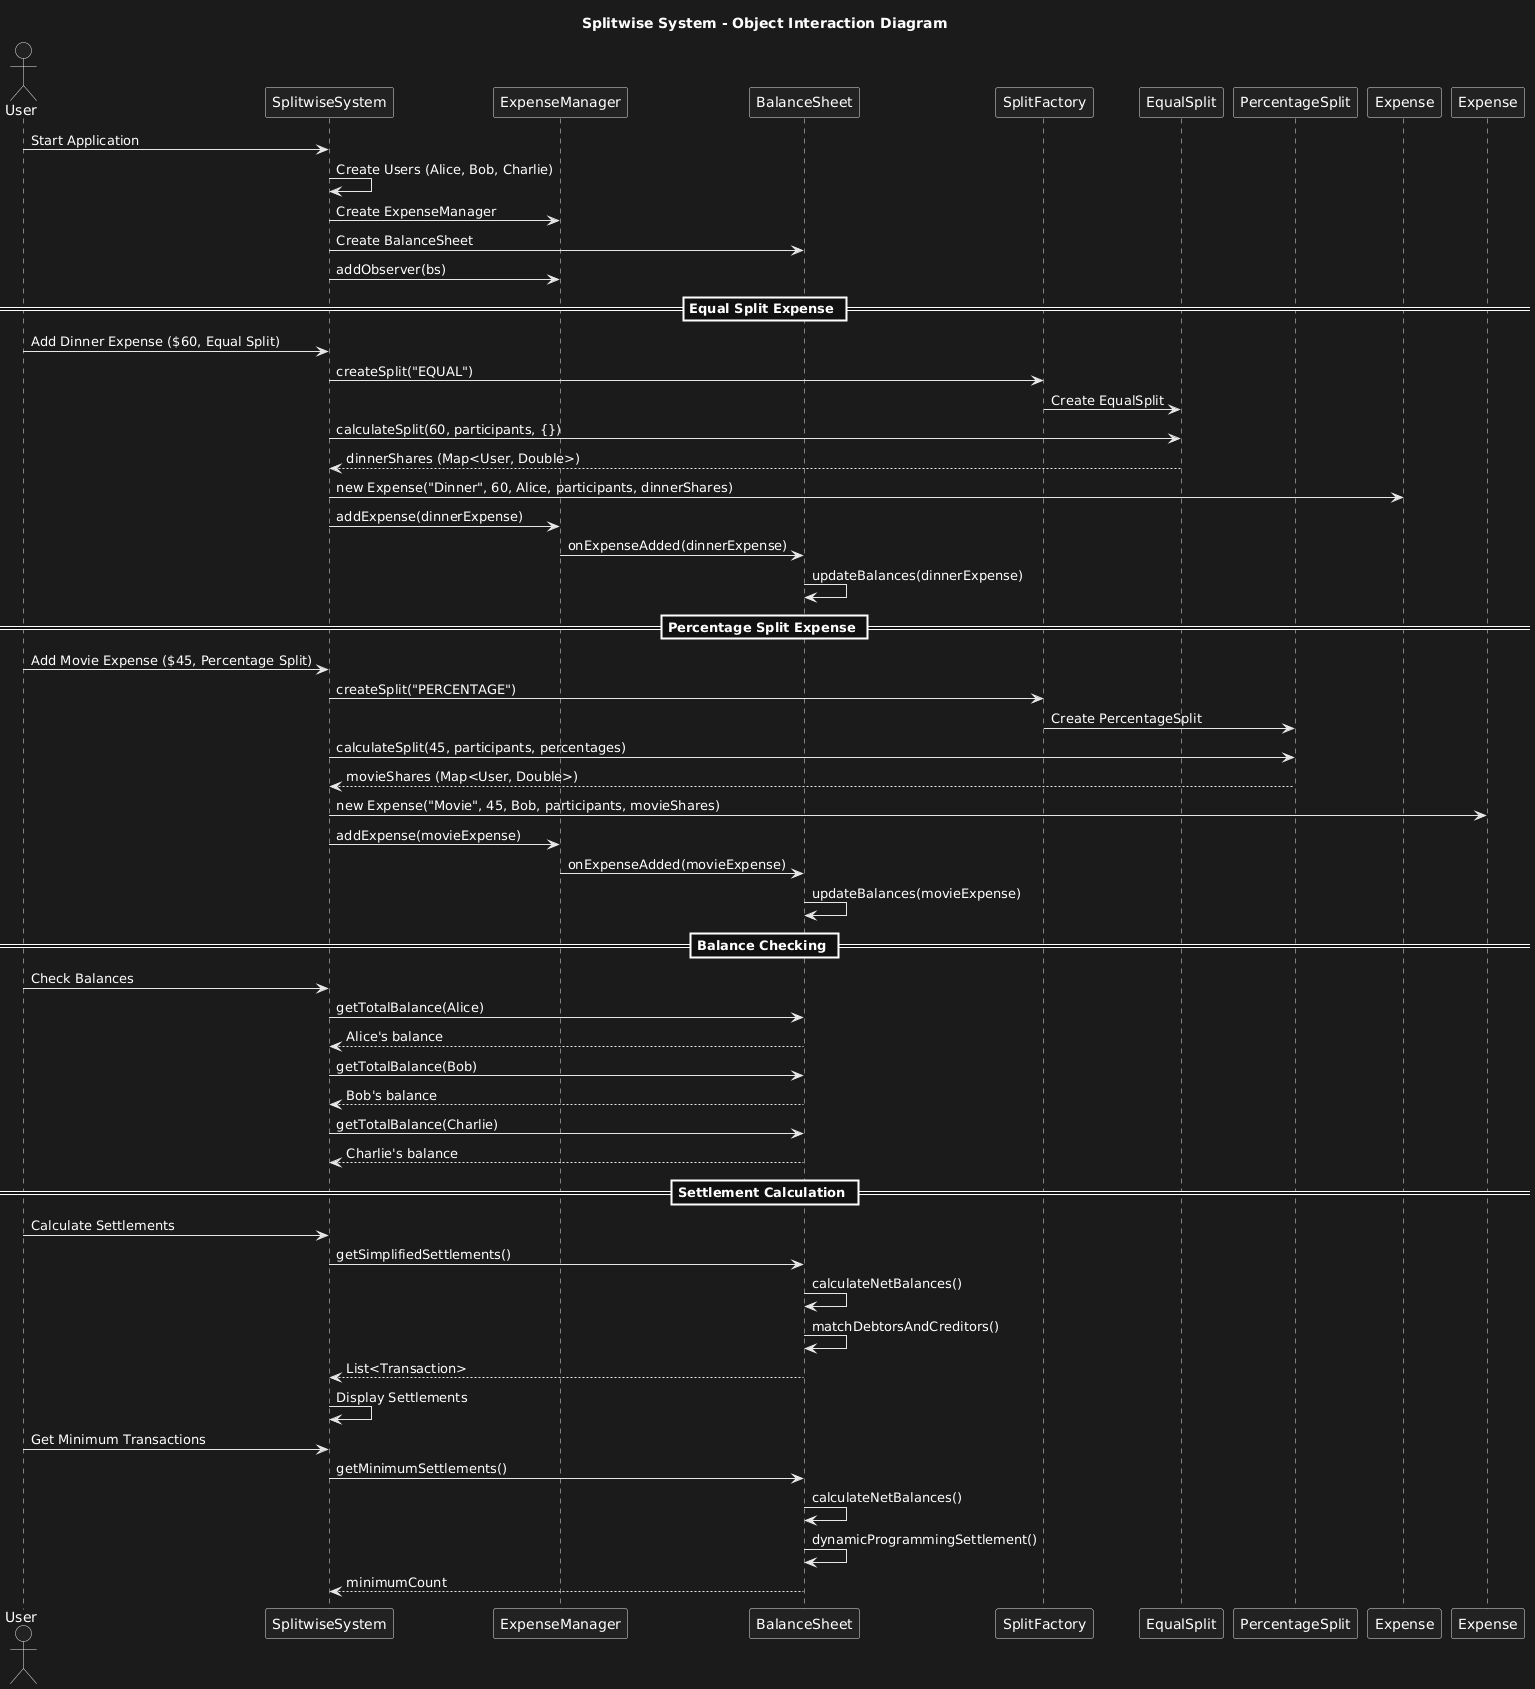 Splitwise System - Object Interaction Diagram
User
SplitwiseSystem
ExpenseManager
BalanceSheet
SplitFactory
EqualSplit
PercentageSplit
Expense
Expense
Start Application
Create Users (Alice, Bob, Charlie)
Create ExpenseManager
Create BalanceSheet
addObserver(bs)
Equal Split Expense
Add Dinner Expense ($60, Equal Split)
createSplit("EQUAL")
Create EqualSplit
calculateSplit(60, participants, {})
dinnerShares (Map<User, Double>)
new Expense("Dinner", 60, Alice, participants, dinnerShares)
addExpense(dinnerExpense)
onExpenseAdded(dinnerExpense)
updateBalances(dinnerExpense)
Percentage Split Expense
Add Movie Expense ($45, Percentage Split)
createSplit("PERCENTAGE")
Create PercentageSplit
calculateSplit(45, participants, percentages)
movieShares (Map<User, Double>)
new Expense("Movie", 45, Bob, participants, movieShares)
addExpense(movieExpense)
onExpenseAdded(movieExpense)
updateBalances(movieExpense)
Balance Checking
Check Balances
getTotalBalance(Alice)
Alice's balance
getTotalBalance(Bob)
Bob's balance
getTotalBalance(Charlie)
Charlie's balance
Settlement Calculation
Calculate Settlements
getSimplifiedSettlements()
calculateNetBalances()
matchDebtorsAndCreditors()
List<Transaction>
Display Settlements
Get Minimum Transactions
getMinimumSettlements()
calculateNetBalances()
dynamicProgrammingSettlement()
minimumCount
User
SplitwiseSystem
ExpenseManager
BalanceSheet
SplitFactory
EqualSplit
PercentageSplit
Expense
Expense